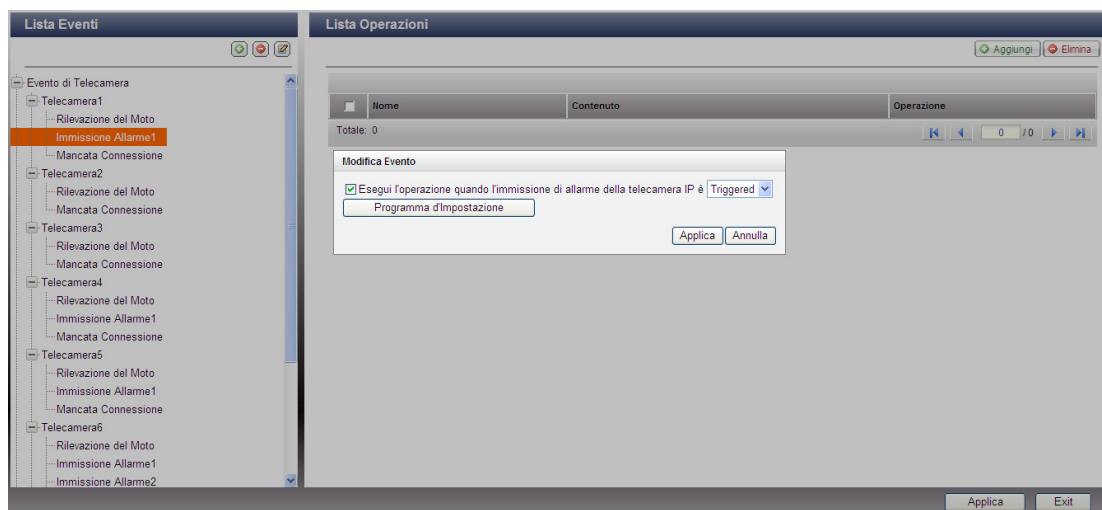 Lista Eventi
Lista Operazioni
Aggiungi
Elimina
Evento di Telecamera
Telecamera1
Rilevazione del Moto
Immissione Allarme1
Mancata Connessione
Telecamera2
Rilevazione del Moto
Mancata Connessione
Telecamera3
Rilevazione del Moto
Mancata Connessione
Telecamera4
Rilevazione del Moto
Immissione Allarme1
Mancata Connessione
Telecamera5
Rilevazione del Moto
Immissione Allarme1
Mancata Connessione
Telecamera6
Rilevazione del Moto
Immissione Allarme1
Immissione Allarme2
Nome Contenuto Operazione
Totale: 0
0 / 0
Modifica Evento
Esegui l'operazione quando l'immissione di allarme della telecamera IP è Triggered
Programma d'Impostazione
Applica Annulla
Applica Exit